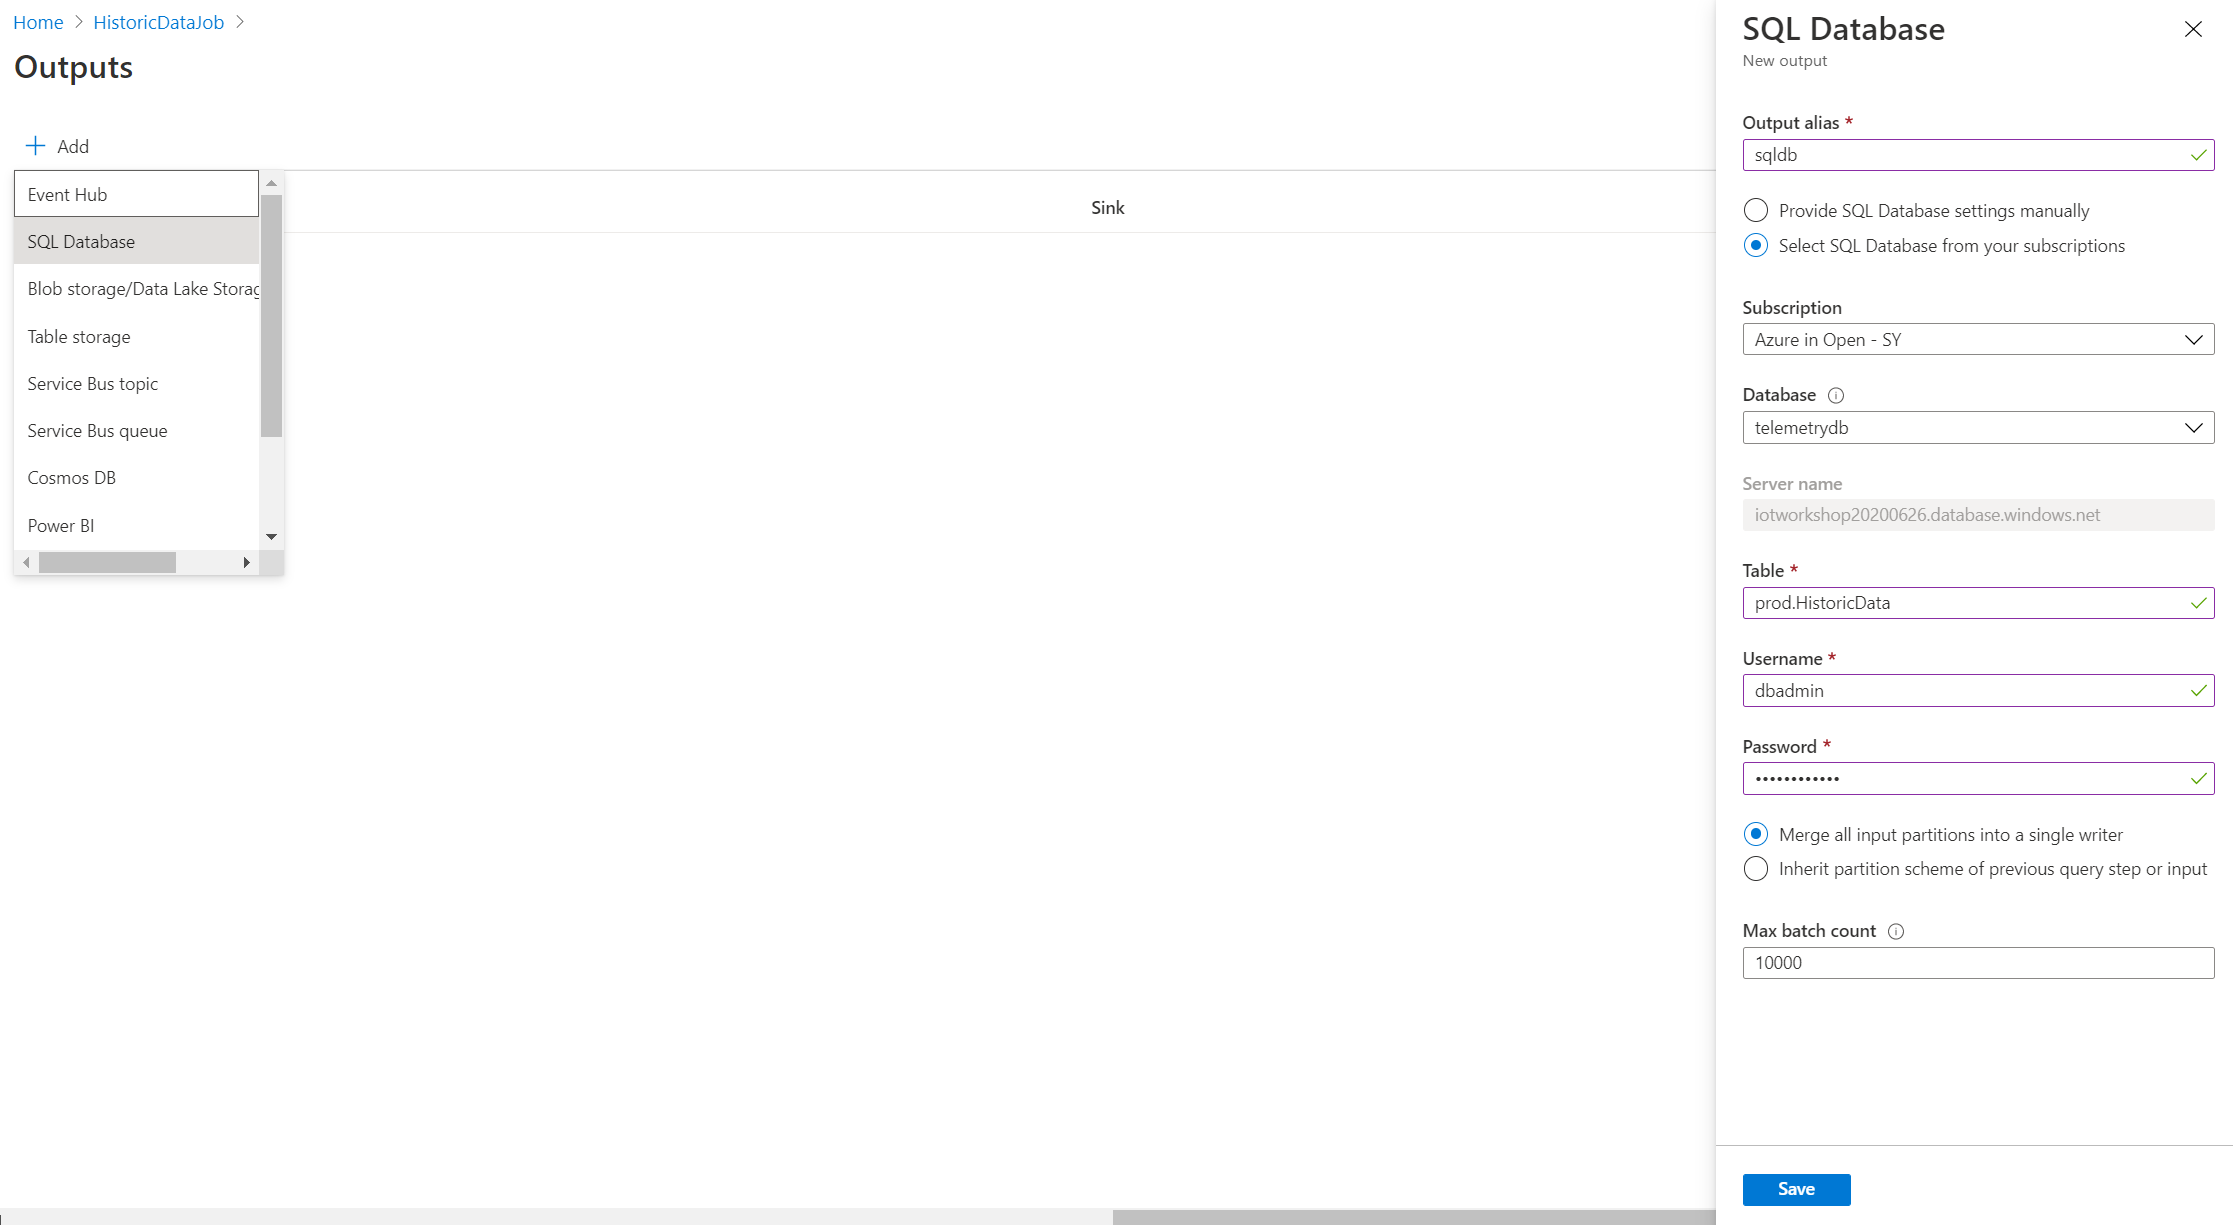 Home > HistoricDataJob >
Outputs
+ Add
Event Hub
SQL Database
Blob storage/Data Lake Storag
Table storage
Service Bus topic
Service Bus queue
Cosmos DB
Power BI
Sink
SQL Database
New output
Output alias *
sqldb
Provide SQL Database settings manually
Select SQL Database from your subscriptions
Subscription
Azure in Open - SY
Database
telemetrydb
Server name
iotworkshop20200626.database.windows.net
Table *
prod.HistoricData
Username *
dbadmin
Password *
••••••••••••
Merge all input partitions into a single writer
Inherit partition scheme of previous query step or input
Max batch count
10000
Save